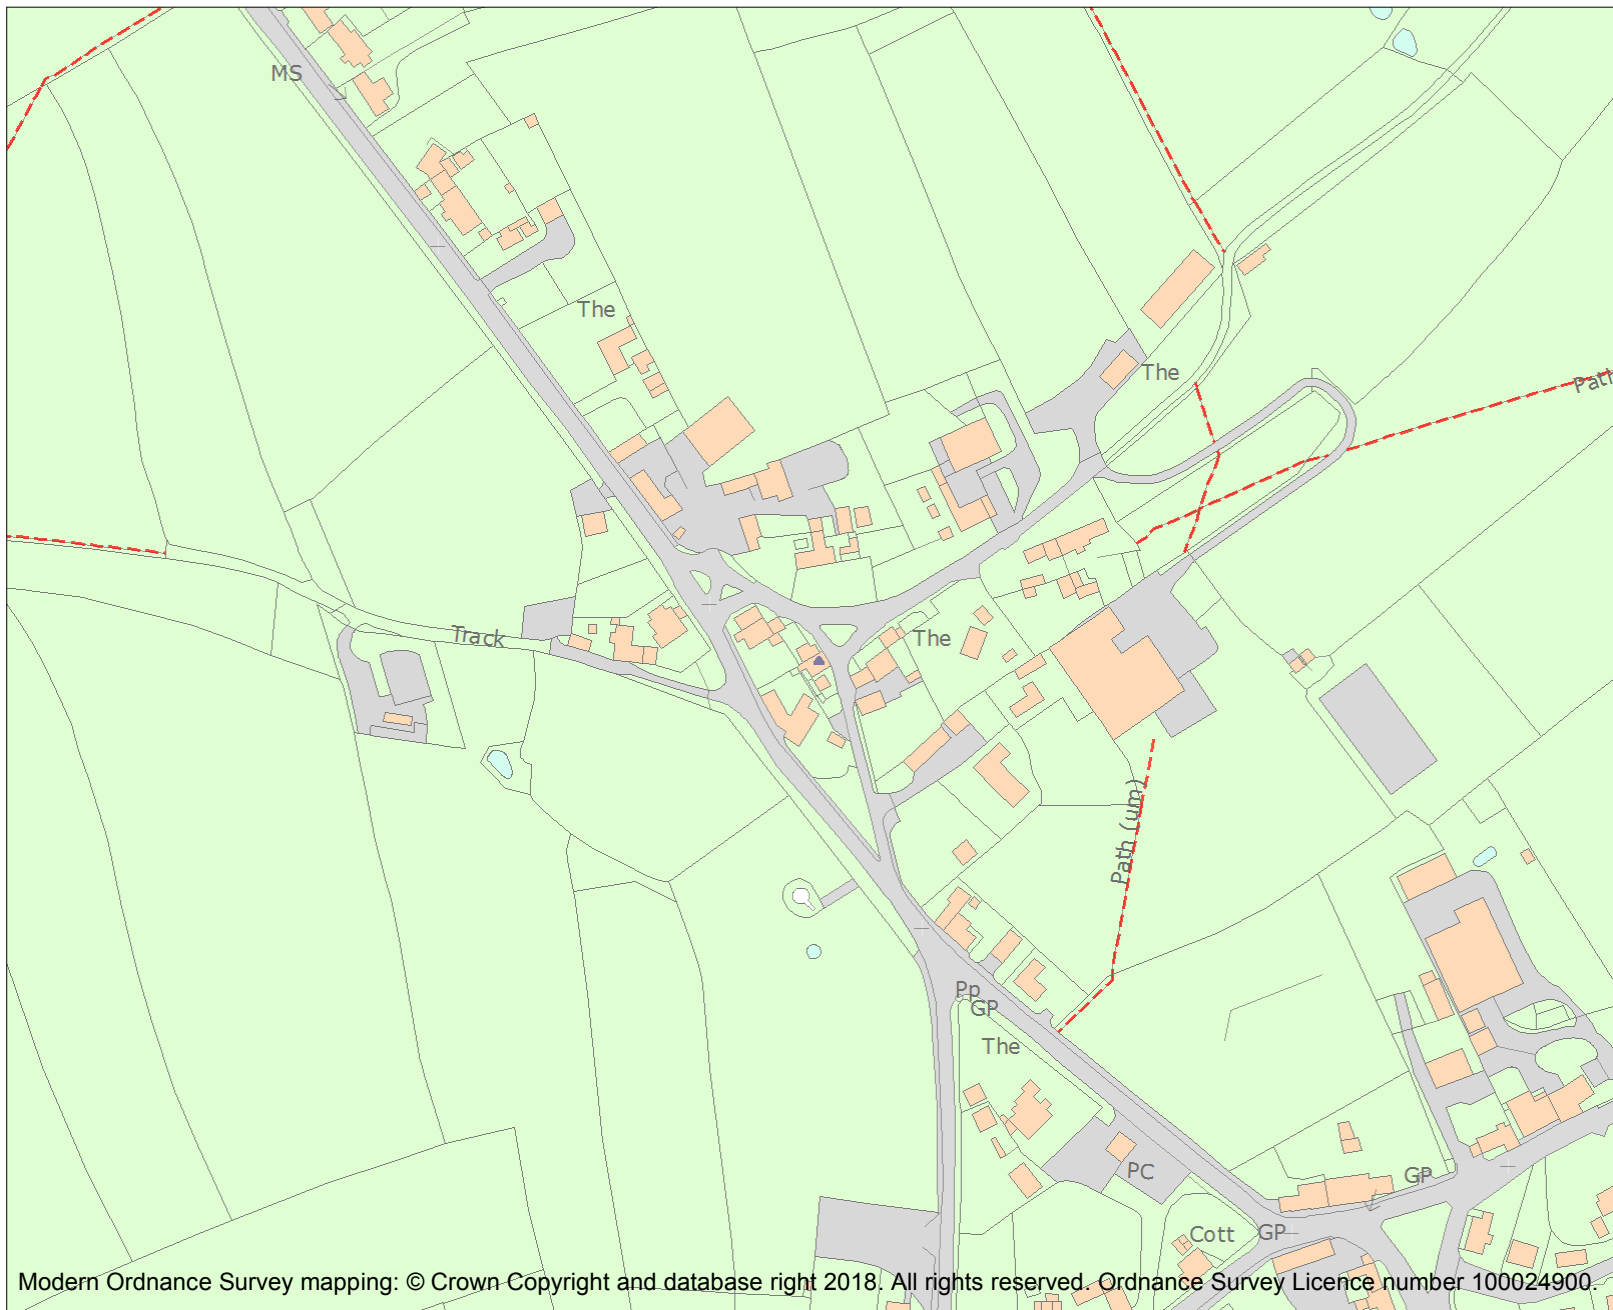 MS
The
The
Path
Track
The
Path (um)
Pp
GP
The
PC
GP
Cott
GP
Modern Ordnance Survey mapping: © Crown Copyright and database right 2018. All rights reserved. Ordnance Survey Licence number 100024900.